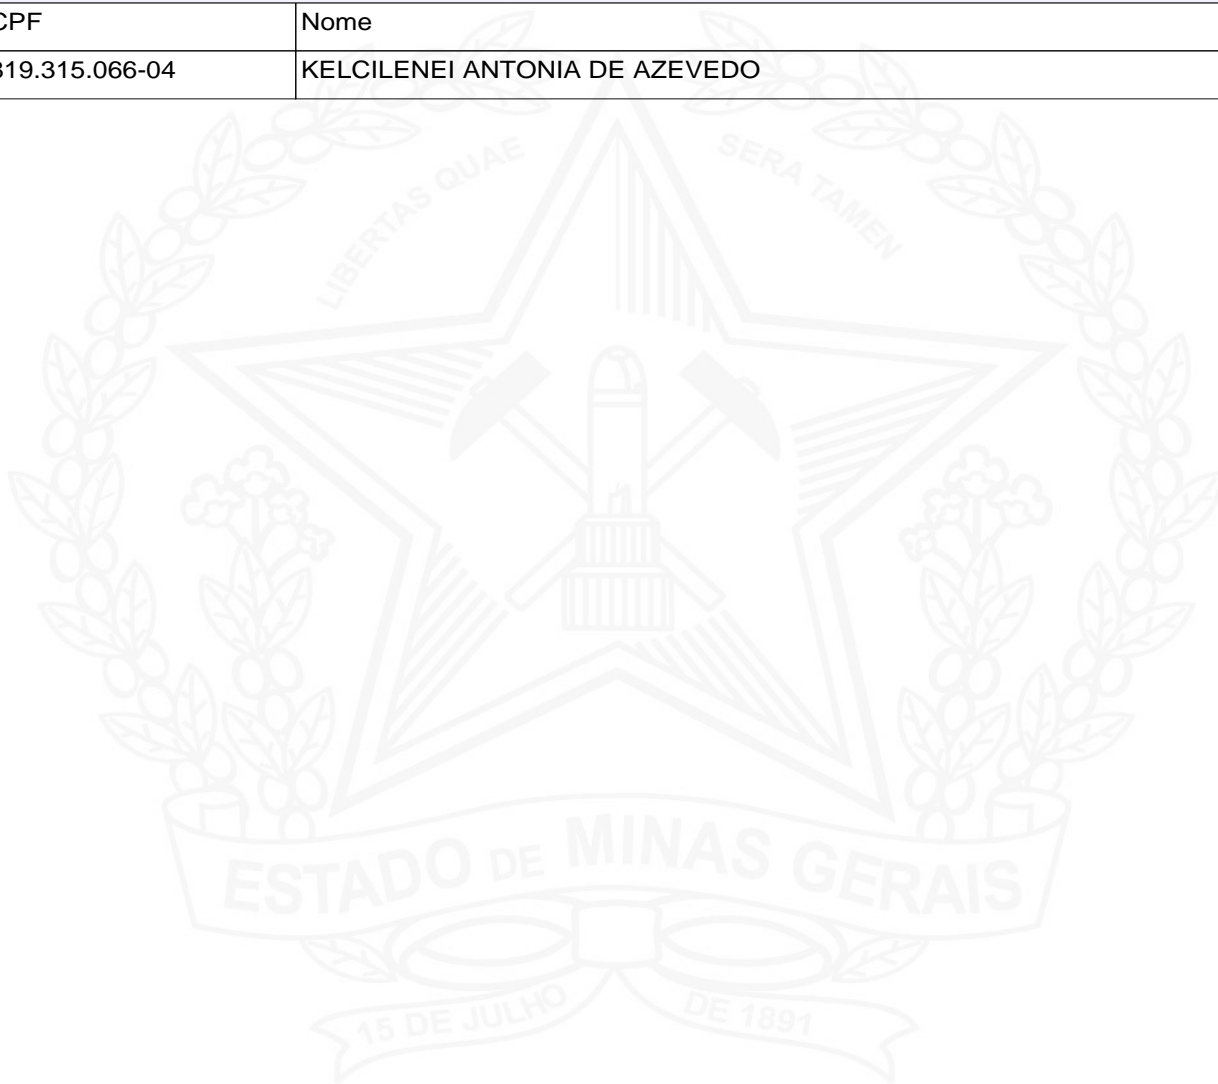 CPF Nome
819.315.066-04 KELCILENEI ANTONIA DE AZEVEDO
LIBERTAS QUAE SERA TAMEN
ESTADO DE MINAS GERAIS
15 DE JULHO DE 1891